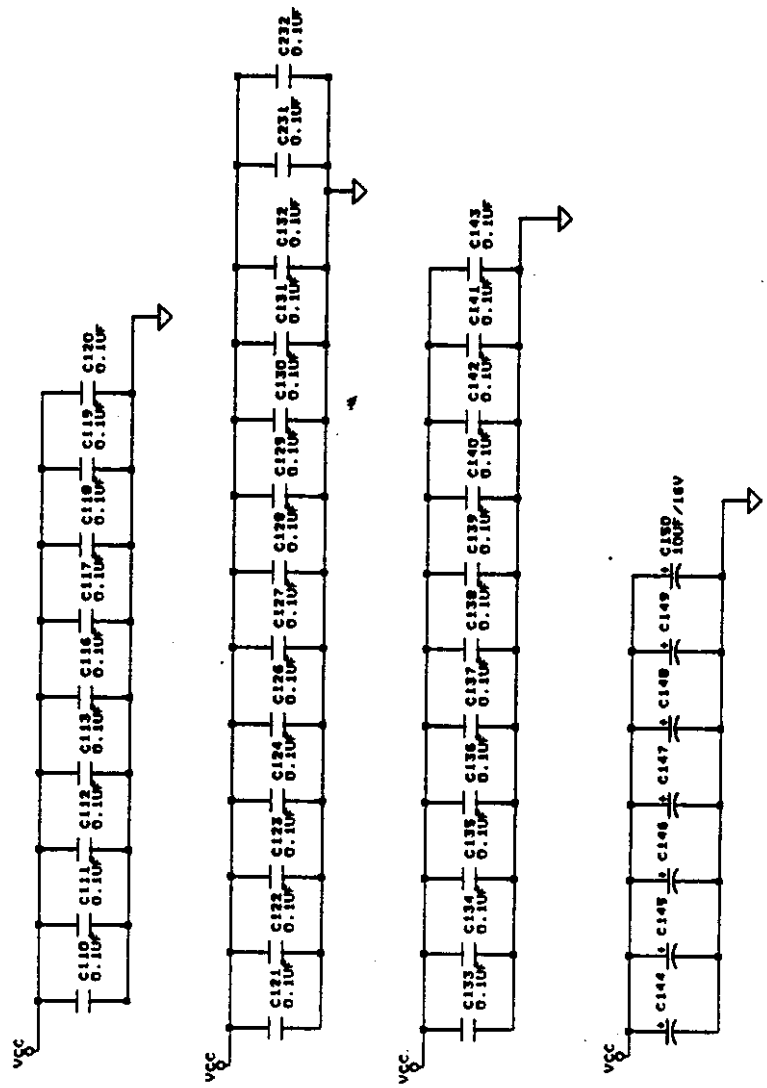 VCC
C110
0.1UF
C111
0.1UF
C112
0.1UF
C113
0.1UF
C116
0.1UF
C117
0.1UF
C118
0.1UF
C119
0.1UF
C120
0.1UF
VCC
C121
0.1UF
C122
0.1UF
C123
0.1UF
C124
0.1UF
C126
0.1UF
C127
0.1UF
C128
0.1UF
C129
0.1UF
C130
0.1UF
C131
0.1UF
C132
0.1UF
C231
0.1UF
C232
0.1UF
VCC
C133
0.1UF
C134
0.1UF
C135
0.1UF
C136
0.1UF
C137
0.1UF
C138
0.1UF
C139
0.1UF
C140
0.1UF
C142
0.1UF
C141
0.1UF
C143
0.1UF
VCC
C144
C145
C146
C147
C148
C149
C150
10UF/16V